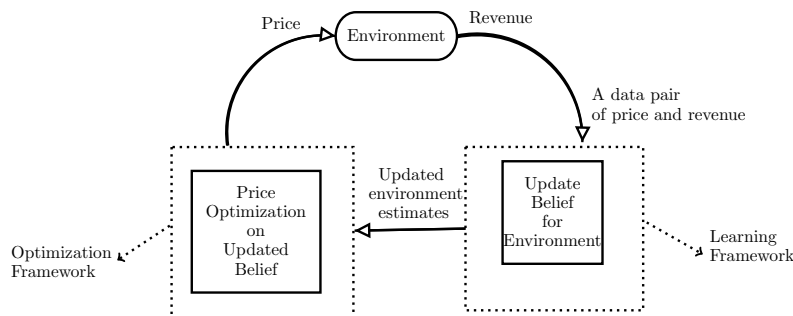 Price
Environment
Revenue
A data pair
of price and revenue
Updated
environment
estimates
Price
Optimization
on
Updated
Belief
Update
Belief
for
Environment
Optimization
Framework
Learning
Framework